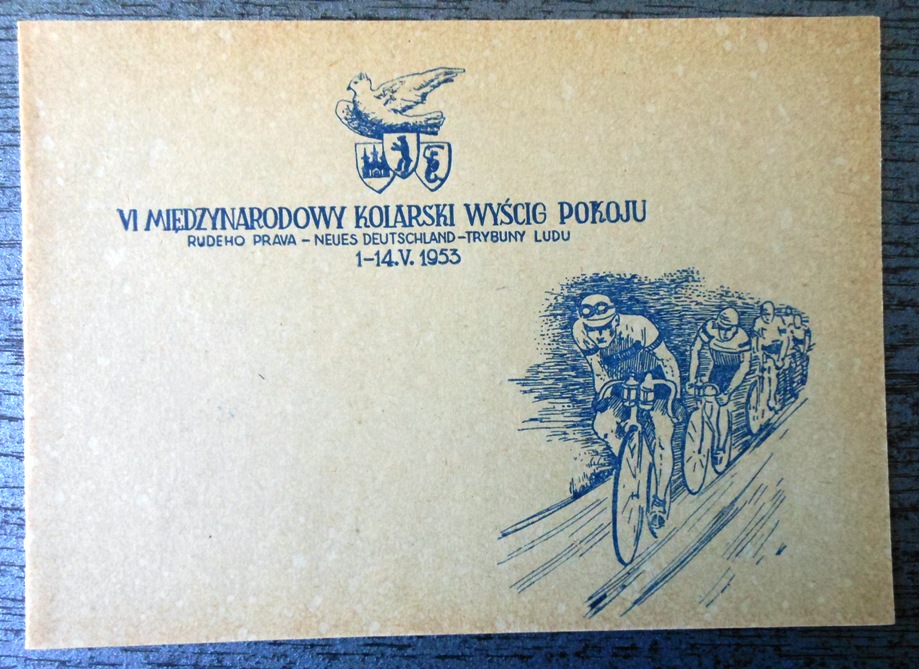 VI MIĘDZYNARODOWY KOLARSKI WYŚCIG POKOJU
RUDEHO PRAVA – NEUES DEUTSCHLAND – TRYBUNY LUDU
1–14.V. 1953